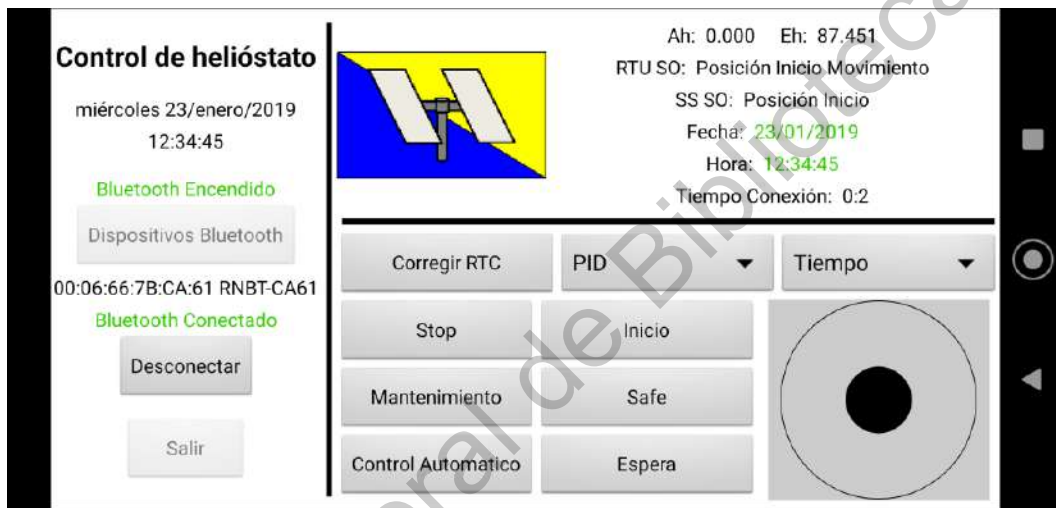 Control de helióstato
miércoles 23/enero/2019
12:34:45
Bluetooth Encendido
Dispositivos Bluetooth
00:06:66:7B:CA:61 RNBT-CA61
Bluetooth Conectado
Desconectar
Salir
Ah: 0.000 Eh: 87.451
RTU SO: Posición Inicio Movimiento
SS SO: Posición Inicio
Fecha: 23/01/2019
Hora: 12:34:45
Tiempo Conexión: 0:2
Corregir RTC PID Tiempo
Stop Inicio
Mantenimiento Safe
Control Automatico Espera
eral de Biblioteca